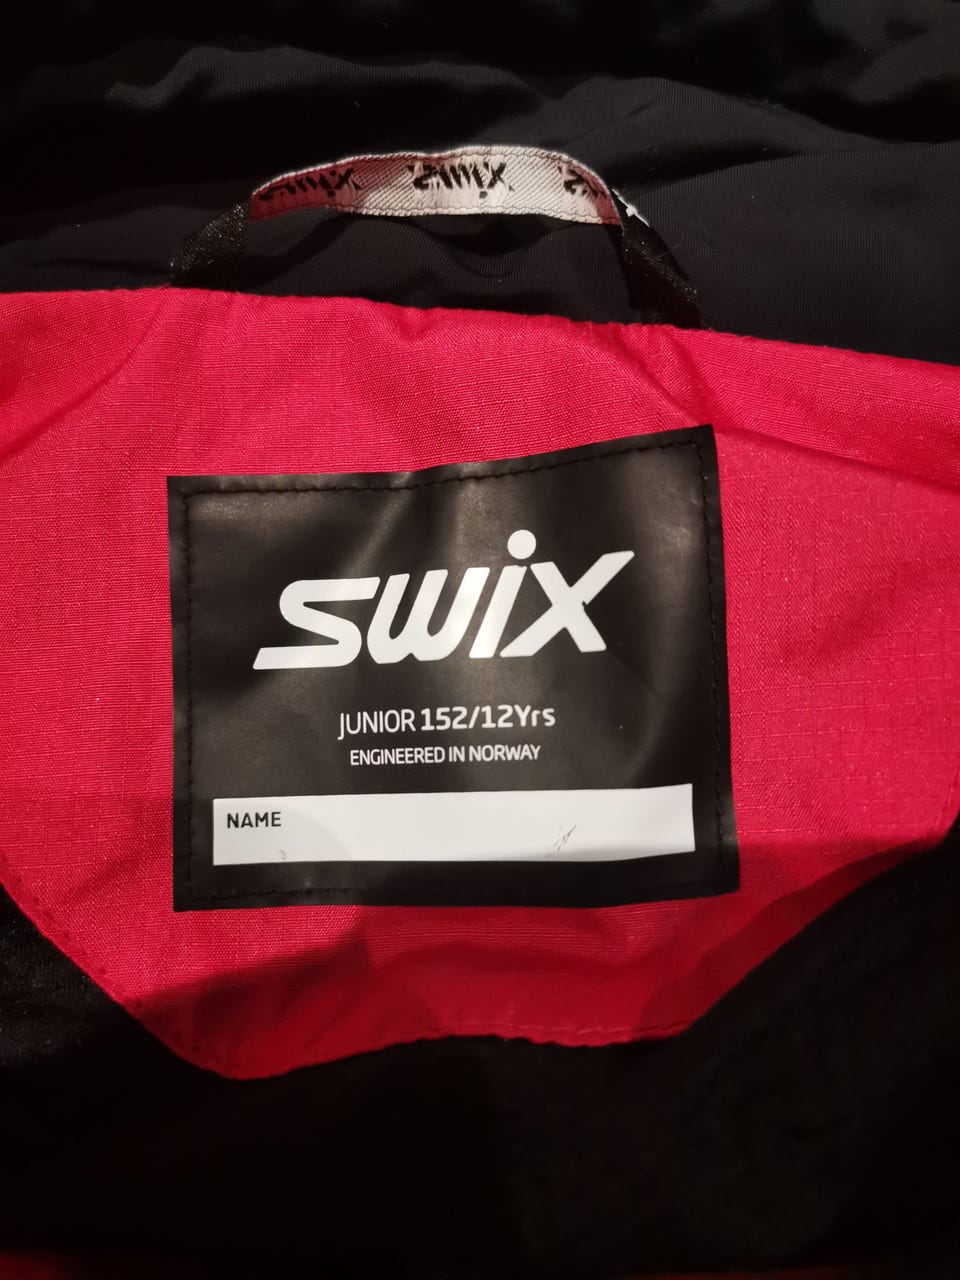 SWIX SWIX
SWIX
JUNIOR 152/12Yrs
ENGINEERED IN NORWAY
NAME